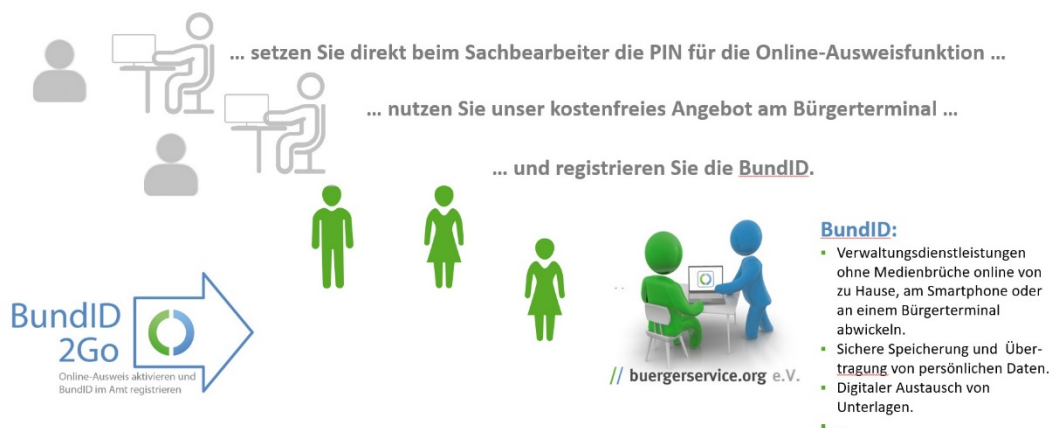 ... setzen Sie direkt beim Sachbearbeiter die PIN für die Online-Ausweisfunktion ...
... nutzen Sie unser kostenfreies Angebot am Bürgerterminal ...
... und registrieren Sie die BundID.
BundID
2Go
Online-Ausweis aktivieren und
BundID im Amt registrieren
// buergerservice.org e.V.
BundID:
▪ Verwaltungsdienstleistungen
ohne Medienbrüche online von
zu Hause, am Smartphone oder
an einem Bürgerterminal
abwickeln.
▪ Sichere Speicherung und Über-
tragung von persönlichen Daten.
▪ Digitaler Austausch von
Unterlagen.